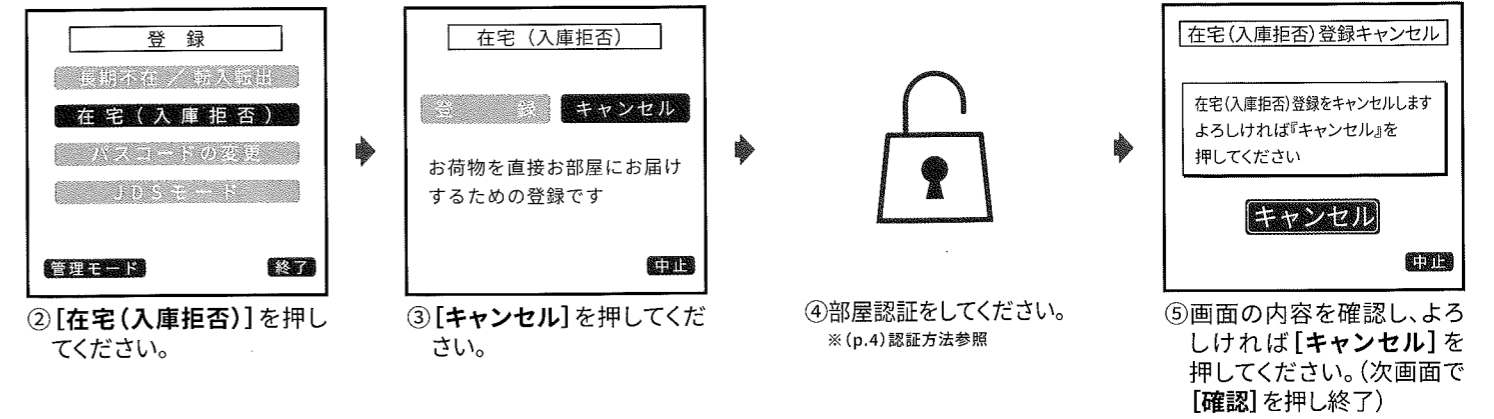 登 録
長期不在 ／ 転入転出
在 宅 ( 入 庫 拒 否 )
パスコードの変更
JDSモード
管理モード
終了
②[在宅(入庫拒否)]を押し
てください。
在宅 (入庫拒否)
登 録
キャンセル
お荷物を直接お部屋にお届け
するための登録です
中止
③[キャンセル]を押してくだ
さい。
④部屋認証をしてください。
※(p.4)認証方法参照
在宅(入庫拒否)登録キャンセル
在宅(入庫拒否)登録をキャンセルします
よろしければ『キャンセル』を
押してください
キャンセル
中止
⑤画面の内容を確認し、よろ
しければ[キャンセル]を
押してください。(次画面で
[確認]を押し終了)